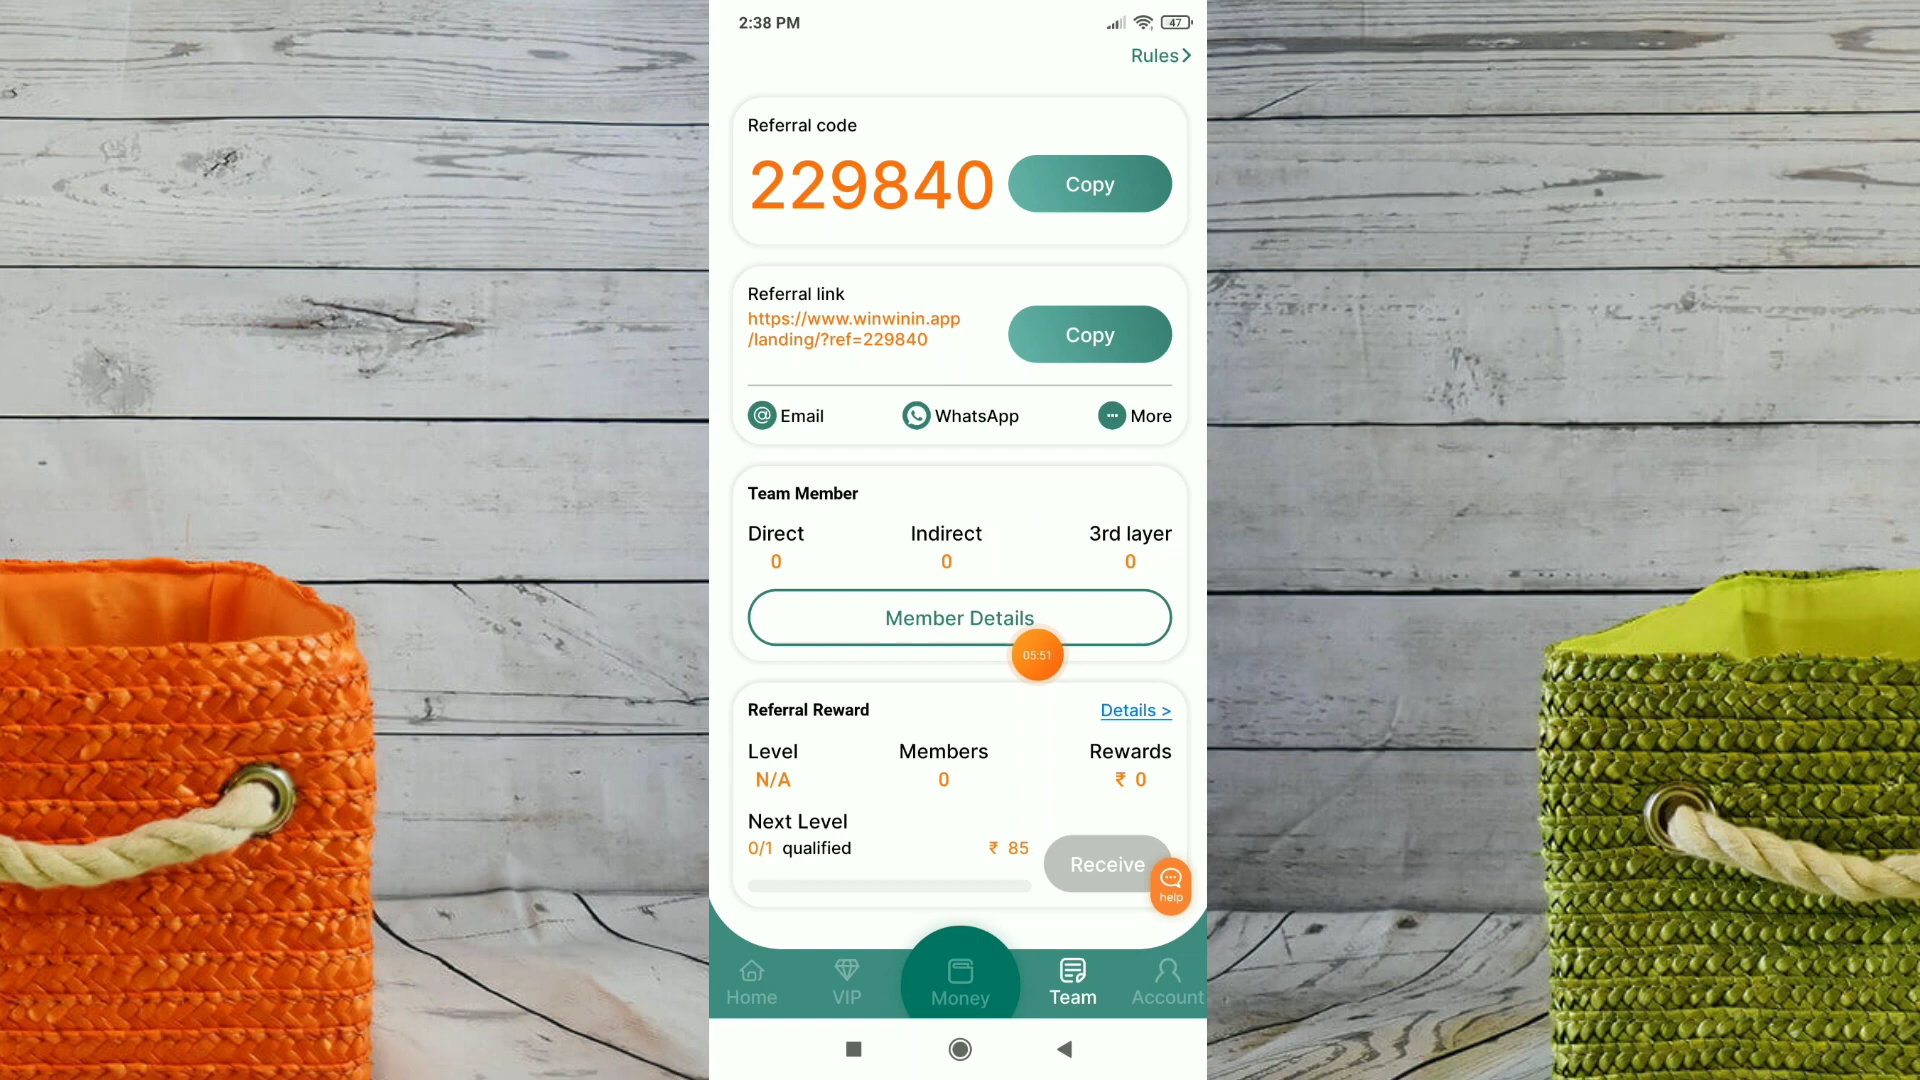 2:38 PM
47
Rules
Referral code
229840
Copy
Referral link
https://www.winwinin.app
/landing/?ref=229840
Copy
Email
WhatsApp
More
Team Member
Direct
Indirect
3rd layer
0
0
0
Member Details
05:51
Referral Reward
Details >
Level
Members
Rewards
N/A
0
₹ 0
Next Level
0/1 qualified
₹ 85
Receive
help
Home
VIP
Money
Team
Account